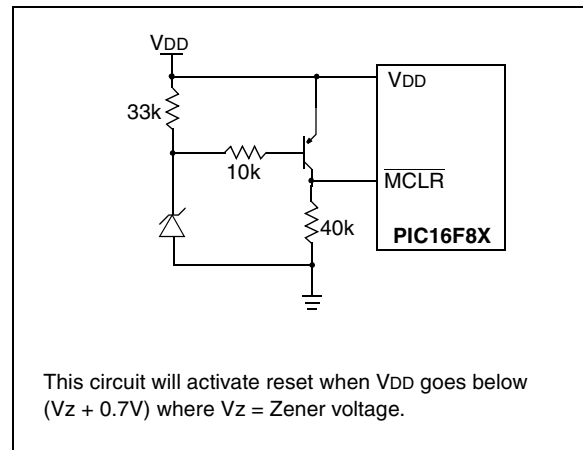 VDD
VDD
33k
10k
MCLR
40k
PIC16F8X
This circuit will activate reset when VDD goes below
(Vz + 0.7V) where Vz = Zener voltage.